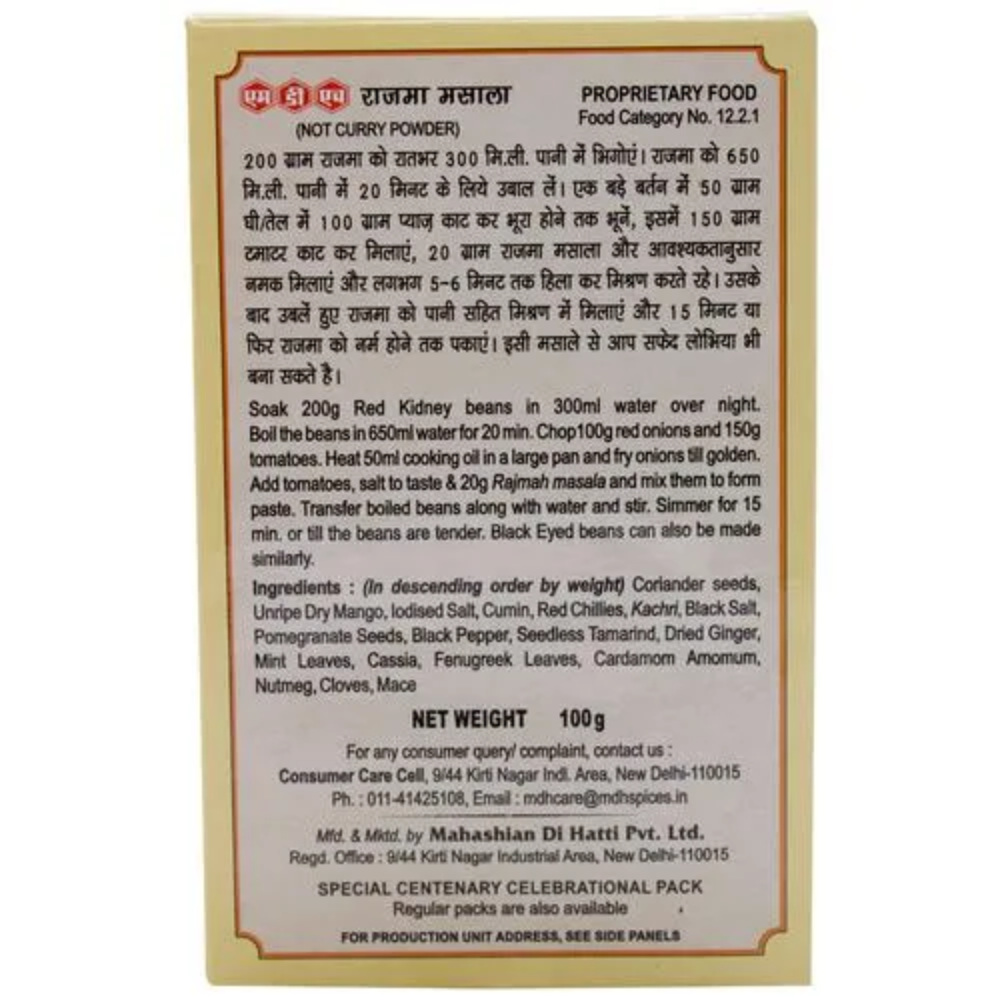 एम डी एच राजमा मसाला
PROPRIETARY FOOD
(NOT CURRY POWDER)
Food Category No. 12.2.1
200 ग्राम राजमा को रातभर 300 मि.ली. पानी में भिगोएं। राजमा को 650
मि.ली. पानी में 20 मिनट के लिये उबाल लें। एक बड़े बर्तन में 50 ग्राम
घी/तेल में 100 ग्राम प्याज़ काट कर भूरा होने तक भूनें, इसमें 150 ग्राम
टमाटर काट कर मिलाएं, 20 ग्राम राजमा मसाला और आवश्यकतानुसार
नमक मिलाएं और लगभग 5-6 मिनट तक हिला कर मिश्रण करते रहे। उसके
बाद उबलें हुए राजमा को पानी सहित मिश्रण में मिलाएं और 15 मिनट या
फिर राजमा को नर्म होने तक पकाएं। इसी मसाले से आप सफेद लोभिया भी
बना सकते है।
Soak 200g Red Kidney beans in 300ml water over night.
Boil the beans in 650ml water for 20 min. Chop100g red onions and 150g
tomatoes. Heat 50ml cooking oil in a large pan and fry onions till golden.
Add tomatoes, salt to taste & 20g Rajmah masala and mix them to form
paste. Transfer boiled beans along with water and stir. Simmer for 15
min. or till the beans are tender. Black Eyed beans can also be made
similarly.
Ingredients : (In descending order by weight) Coriander seeds,
Unripe Dry Mango, Iodised Salt, Cumin, Red Chillies, Kachri, Black Salt,
Pomegranate Seeds, Black Pepper, Seedless Tamarind, Dried Ginger,
Mint Leaves, Cassia, Fenugreek Leaves, Cardamom Amomum,
Nutmeg, Cloves, Mace
NET WEIGHT 100g
For any consumer query/ complaint, contact us :
Consumer Care Cell, 9/44 Kirti Nagar Indl. Area, New Delhi-110015
Ph. : 011-41425108, Email : mdhcare@mdhspices.in
Mfd. & Mktd. by Mahashian Di Hatti Pvt. Ltd.
Regd. Office : 9/44 Kirti Nagar Industrial Area, New Delhi-110015
SPECIAL CENTENARY CELEBRATIONAL PACK
Regular packs are also available
FOR PRODUCTION UNIT ADDRESS, SEE SIDE PANELS